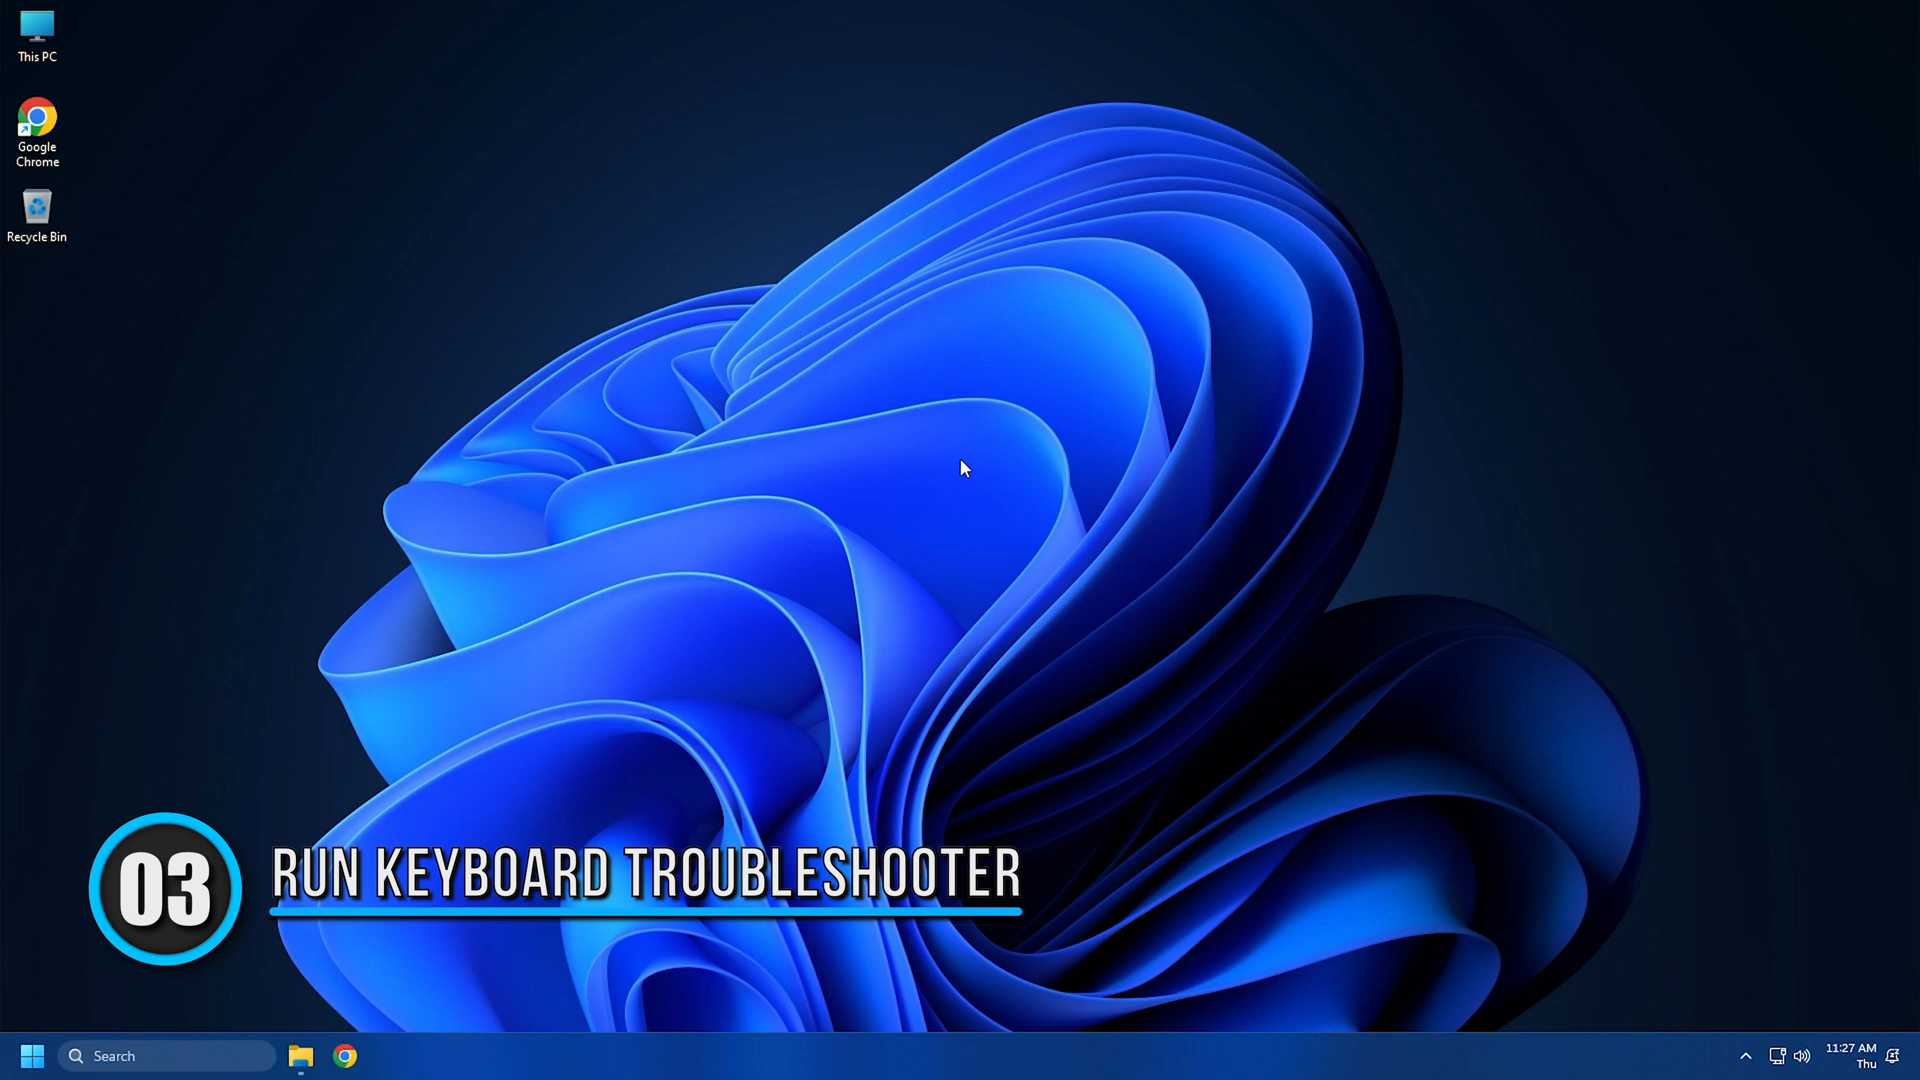 This PC
Google
Chrome
Recycle Bin
03
RUN KEYBOARD TROUBLESHOOTER
Search
11:27 AM
Thu